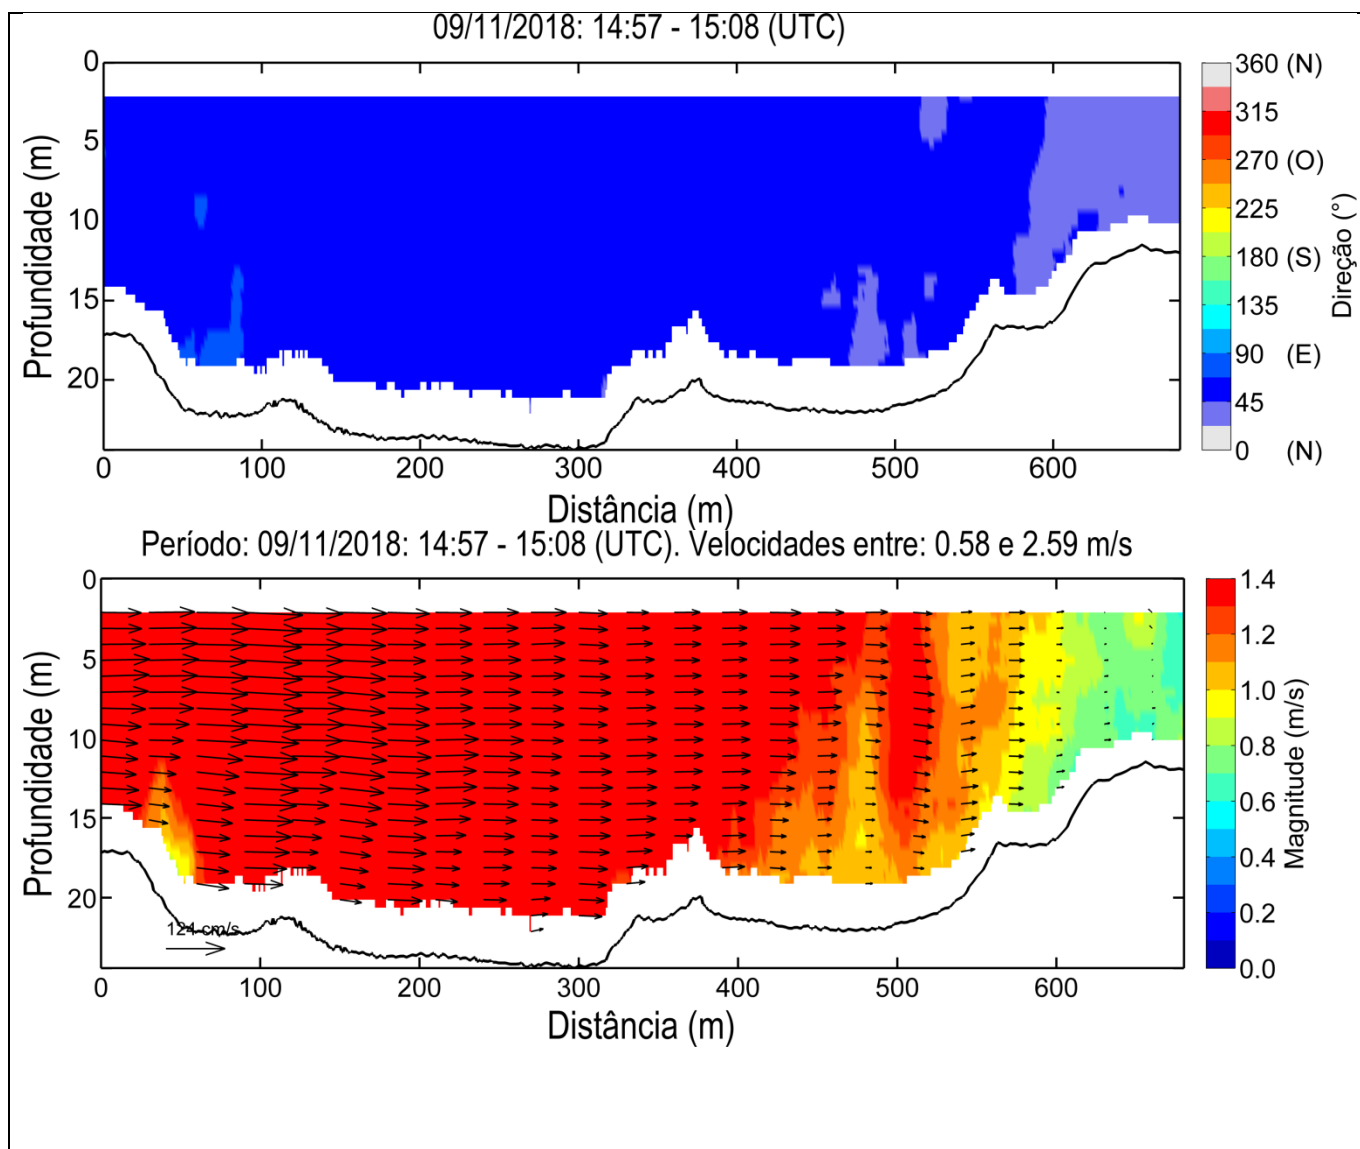 09/11/2018: 14:57 - 15:08 (UTC)
0
5
10
15
20
Profundidade (m)
0 100 200 300 400 500 600
Distância (m)
360 (N)
315
270 (O)
225
180 (S)
135
90 (E)
45
0 (N)
Direção (°)
Período: 09/11/2018: 14:57 - 15:08 (UTC). Velocidades entre: 0.58 e 2.59 m/s
0
5
10
15
20
Profundidade (m)
124 cm/s
0 100 200 300 400 500 600
Distância (m)
1.4
1.2
1.0
0.8
0.6
0.4
0.2
0.0
Magnitude (m/s)